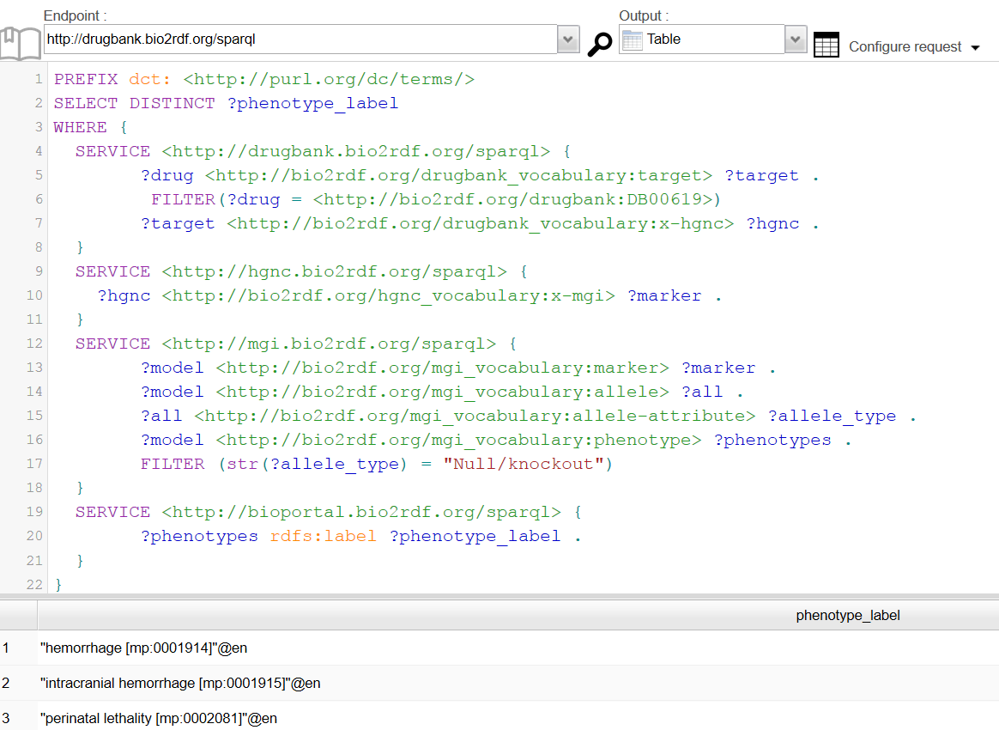 Endpoint :
Output :
http://drugbank.bio2rdf.org/sparql
Table
Configure request
1 PREFIX dct: <http://purl.org/dc/terms/>
2 SELECT DISTINCT ?phenotype_label
3 WHERE {
4 SERVICE <http://drugbank.bio2rdf.org/sparql> {
5 ?drug <http://bio2rdf.org/drugbank_vocabulary:target> ?target .
6 FILTER(?drug = <http://bio2rdf.org/drugbank:DB00619>)
7 ?target <http://bio2rdf.org/drugbank_vocabulary:x-hgnc> ?hgnc .
8 }
9 SERVICE <http://hgnc.bio2rdf.org/sparql> {
10 ?hgnc <http://bio2rdf.org/hgnc_vocabulary:x-mgi> ?marker .
11 }
12 SERVICE <http://mgi.bio2rdf.org/sparql> {
13 ?model <http://bio2rdf.org/mgi_vocabulary:marker> ?marker .
14 ?model <http://bio2rdf.org/mgi_vocabulary:allele> ?all .
15 ?all <http://bio2rdf.org/mgi_vocabulary:allele-attribute> ?allele_type .
16 ?model <http://bio2rdf.org/mgi_vocabulary:phenotype> ?phenotypes .
17 FILTER (str(?allele_type) = "Null/knockout")
18 }
19 SERVICE <http://bioportal.bio2rdf.org/sparql> {
20 ?phenotypes rdfs:label ?phenotype_label .
21 }
22 }
phenotype_label
1 "hemorrhage [mp:0001914]"@en
2 "intracranial hemorrhage [mp:0001915]"@en
3 "perinatal lethality [mp:0002081]"@en